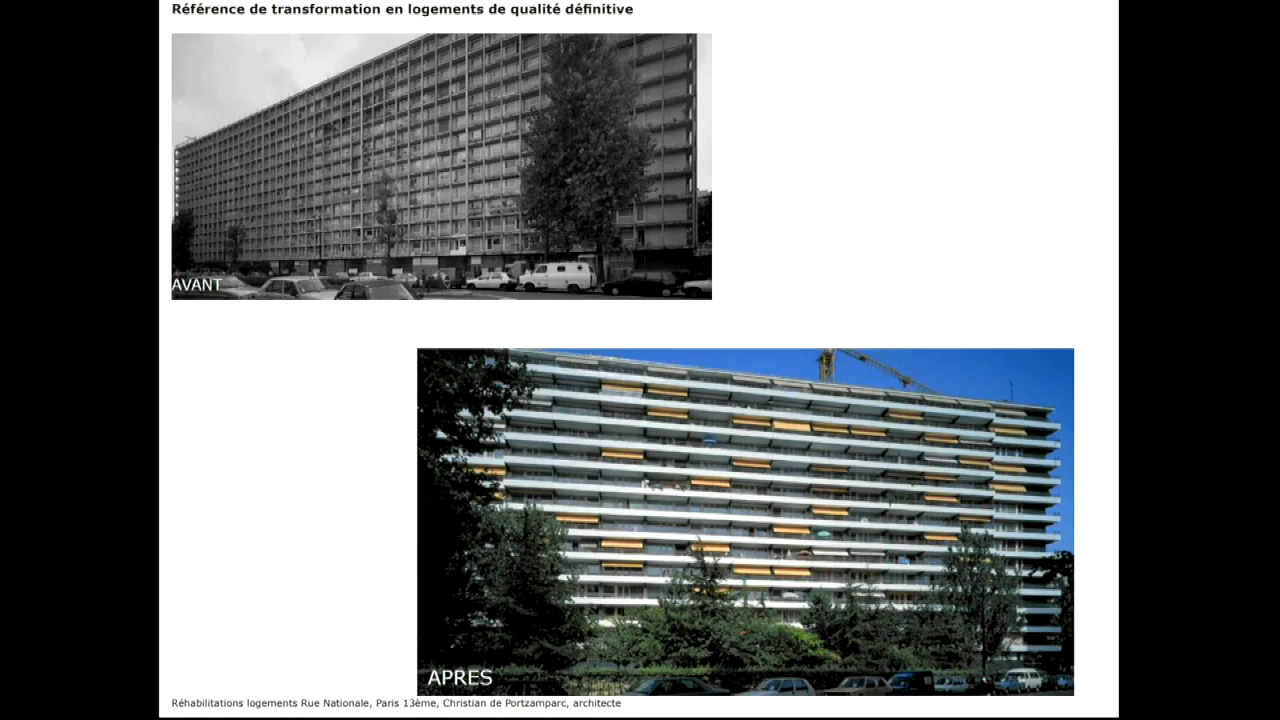 Référence de transformation en logements de qualité définitive
AVANT
APRES
Réhabilitations logements Rue Nationale, Paris 13ème, Christian de Portzamparc, architecte